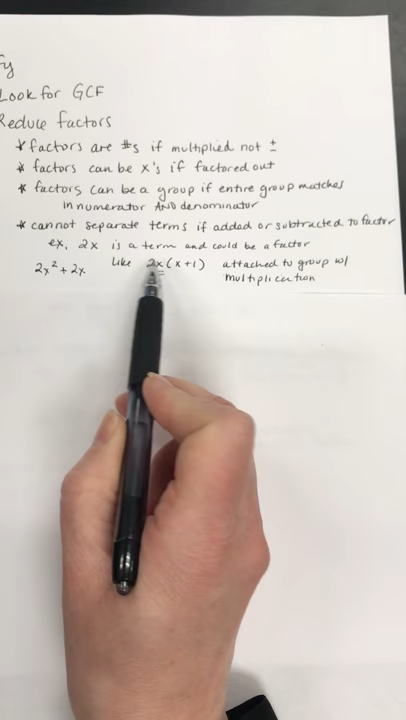 fy
Look for GCF
Reduce factors
* factors are #s if multiplied not ±
* factors can be x's if factored out
* factors can be a group if entire group matches
in numerator AND denominator
* cannot separate terms if added or subtracted to factor
ex, 2x is a term and could be a factor
2x² + 2x like 2x(x+1) attached to group w/
multiplication